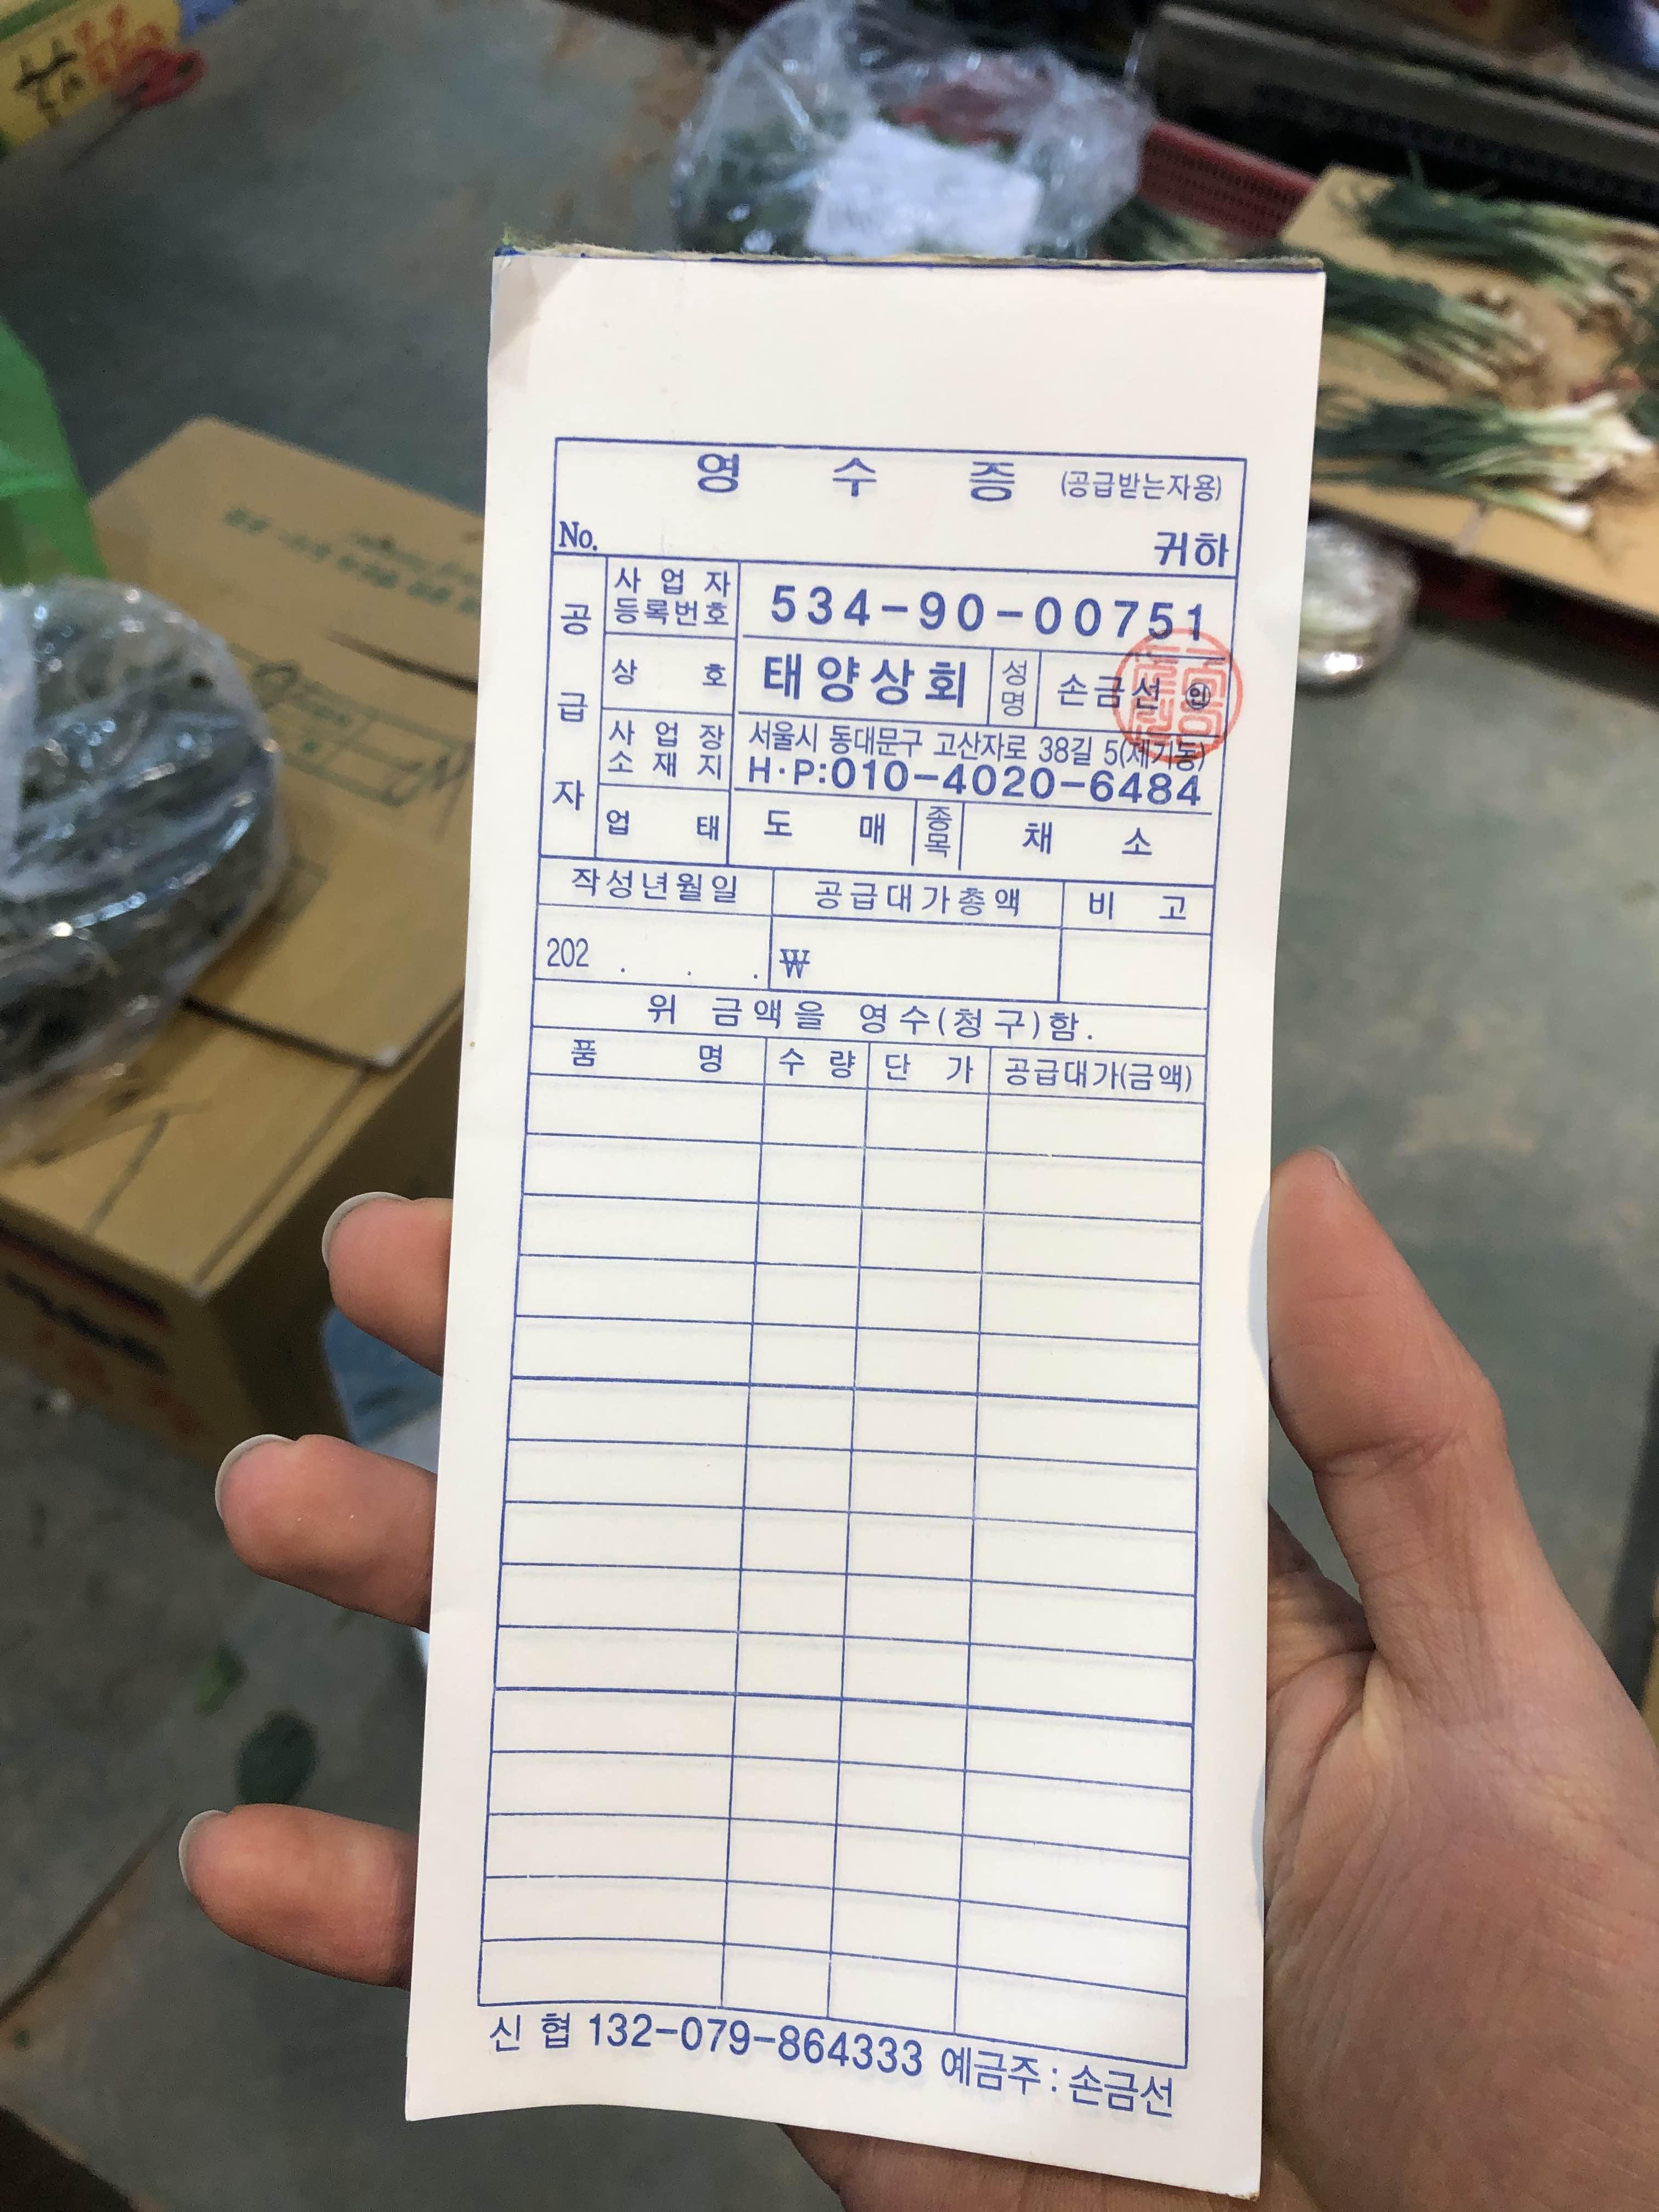 영 수 증 (공급받는자용)
No. 귀하
공급자
사업자등록번호 534-90-00751
상 호 태양상회 성명 손금선 ㊞
사업장소재지 서울시 동대문구 고산자로 38길 5(제기동)
H·P:010-4020-6484
업 태 도 매 종목 채 소
작성년월일 공급대가총액 비 고
202 . . . ₩
위 금액을 영수(청구)함.
품 명 수 량 단 가 공급대가(금액)
신 협 132-079-864333 예금주 : 손금선